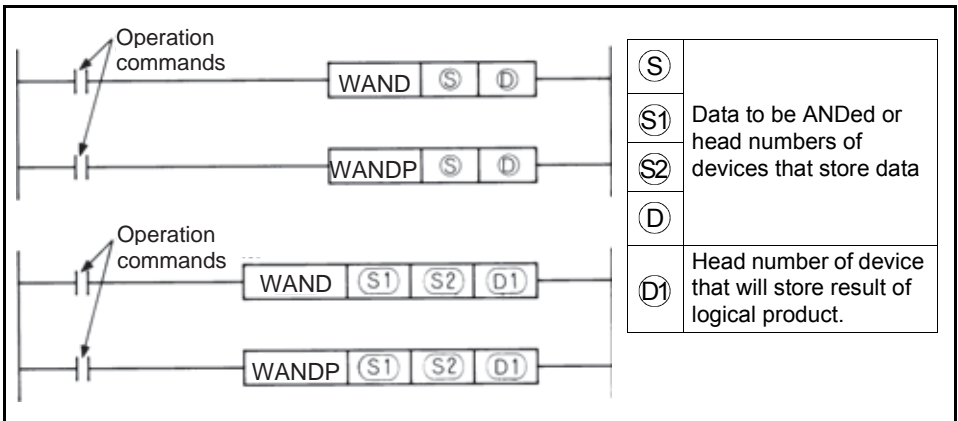 Operation
commands
WAND Ⓢ Ⓓ
WANDP Ⓢ Ⓓ
Operation
commands
WAND S1 S2 D1
WANDP S1 S2 D1
Ⓢ
S1
S2
Ⓓ
Data to be ANDed or
head numbers of
devices that store data
D1
Head number of device
that will store result of
logical product.